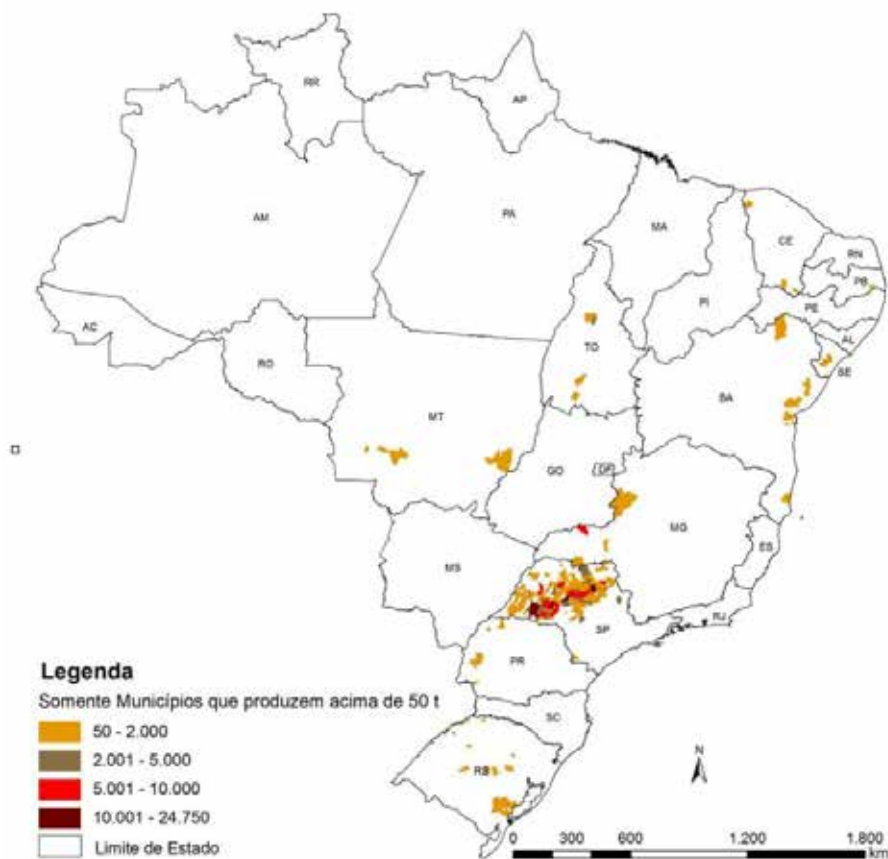 RR
AP
AM
PA
MA
CE
RN
PB
PI
PE
AC
TO
AL
SE
RO
BA
MT
GO
DF
MG
ES
MS
SP
RJ
PR
SC
RS
Legenda
Somente Municípios que produzem acima de 50 t
50 - 2.000
2.001 - 5.000
5.001 - 10.000
10.001 - 24.750
Limite de Estado
N
0 300 600 1.200 1.800
km